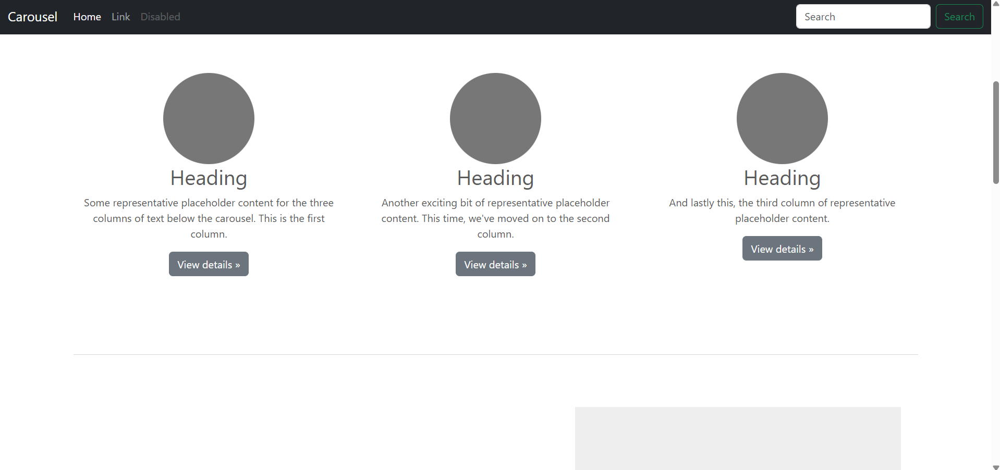 Carousel Home Link Disabled Search Search
Heading
Some representative placeholder content for the three
columns of text below the carousel. This is the first
column.
View details »
Heading
Another exciting bit of representative placeholder
content. This time, we've moved on to the second
column.
View details »
Heading
And lastly this, the third column of representative
placeholder content.
View details »